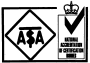 ASA
NATIONAL
ACCREDITATION
OF CERTIFICATION
BODIES